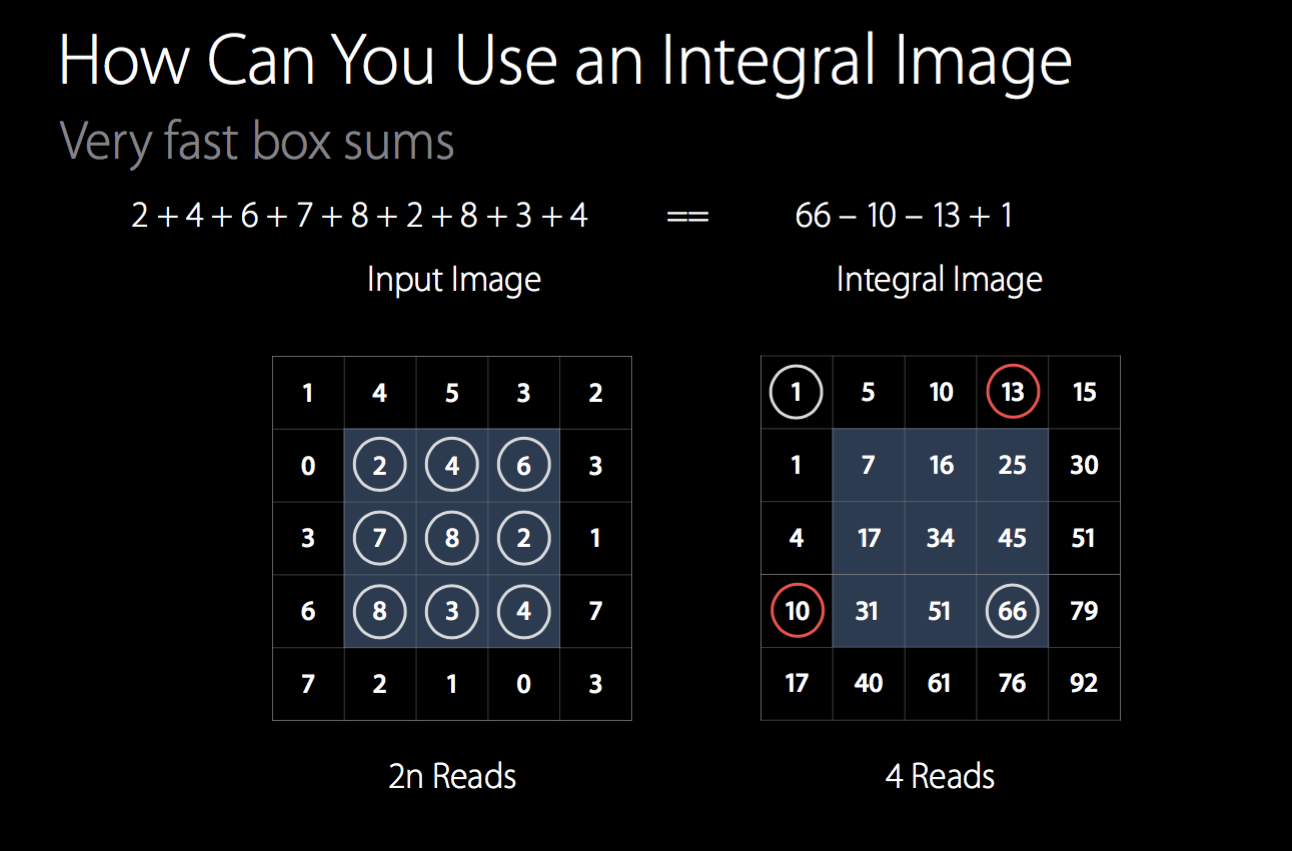 How Can You Use an Integral Image
Very fast box sums
2 + 4 + 6 + 7 + 8 + 2 + 8 + 3 + 4 == 66 – 10 – 13 + 1
Input Image Integral Image
1 4 5 3 2 1 5 10 13 15
0 2 4 6 3 1 7 16 25 30
3 7 8 2 1 4 17 34 45 51
6 8 3 4 7 10 31 51 66 79
7 2 1 0 3 17 40 61 76 92
2n Reads 4 Reads